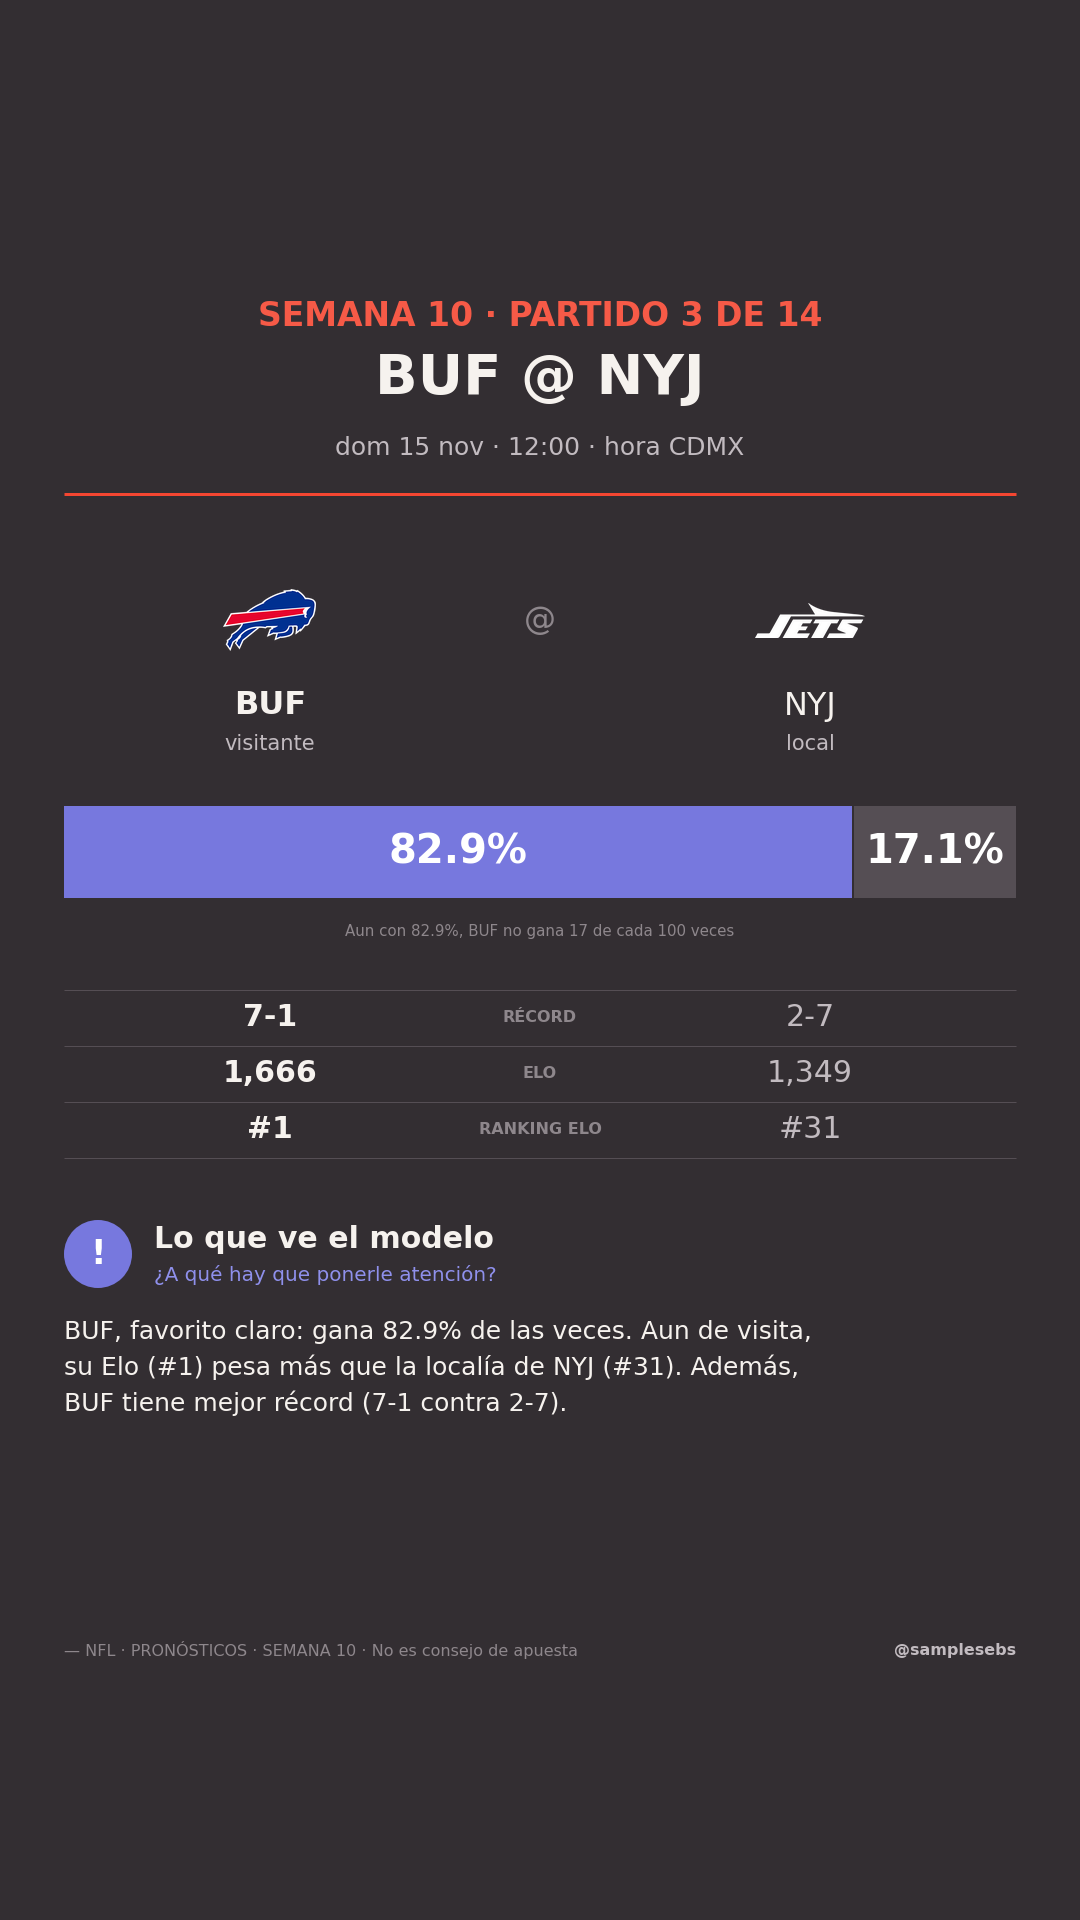 SEMANA 10 · PARTIDO 3 DE 14
BUF @ NYJ
dom 15 nov · 12:00 · hora CDMX
@
JETS
BUF
NYJ
visitante
local
82.9%
17.1%
Aun con 82.9%, BUF no gana 17 de cada 100 veces
7-1 RÉCORD 2-7
1,666 ELO 1,349
#1 RANKING ELO #31
!
Lo que ve el modelo
¿A qué hay que ponerle atención?
BUF, favorito claro: gana 82.9% de las veces. Aun de visita,
su Elo (#1) pesa más que la localía de NYJ (#31). Además,
BUF tiene mejor récord (7-1 contra 2-7).
— NFL · PRONÓSTICOS · SEMANA 10 · No es consejo de apuesta
@samplesebs